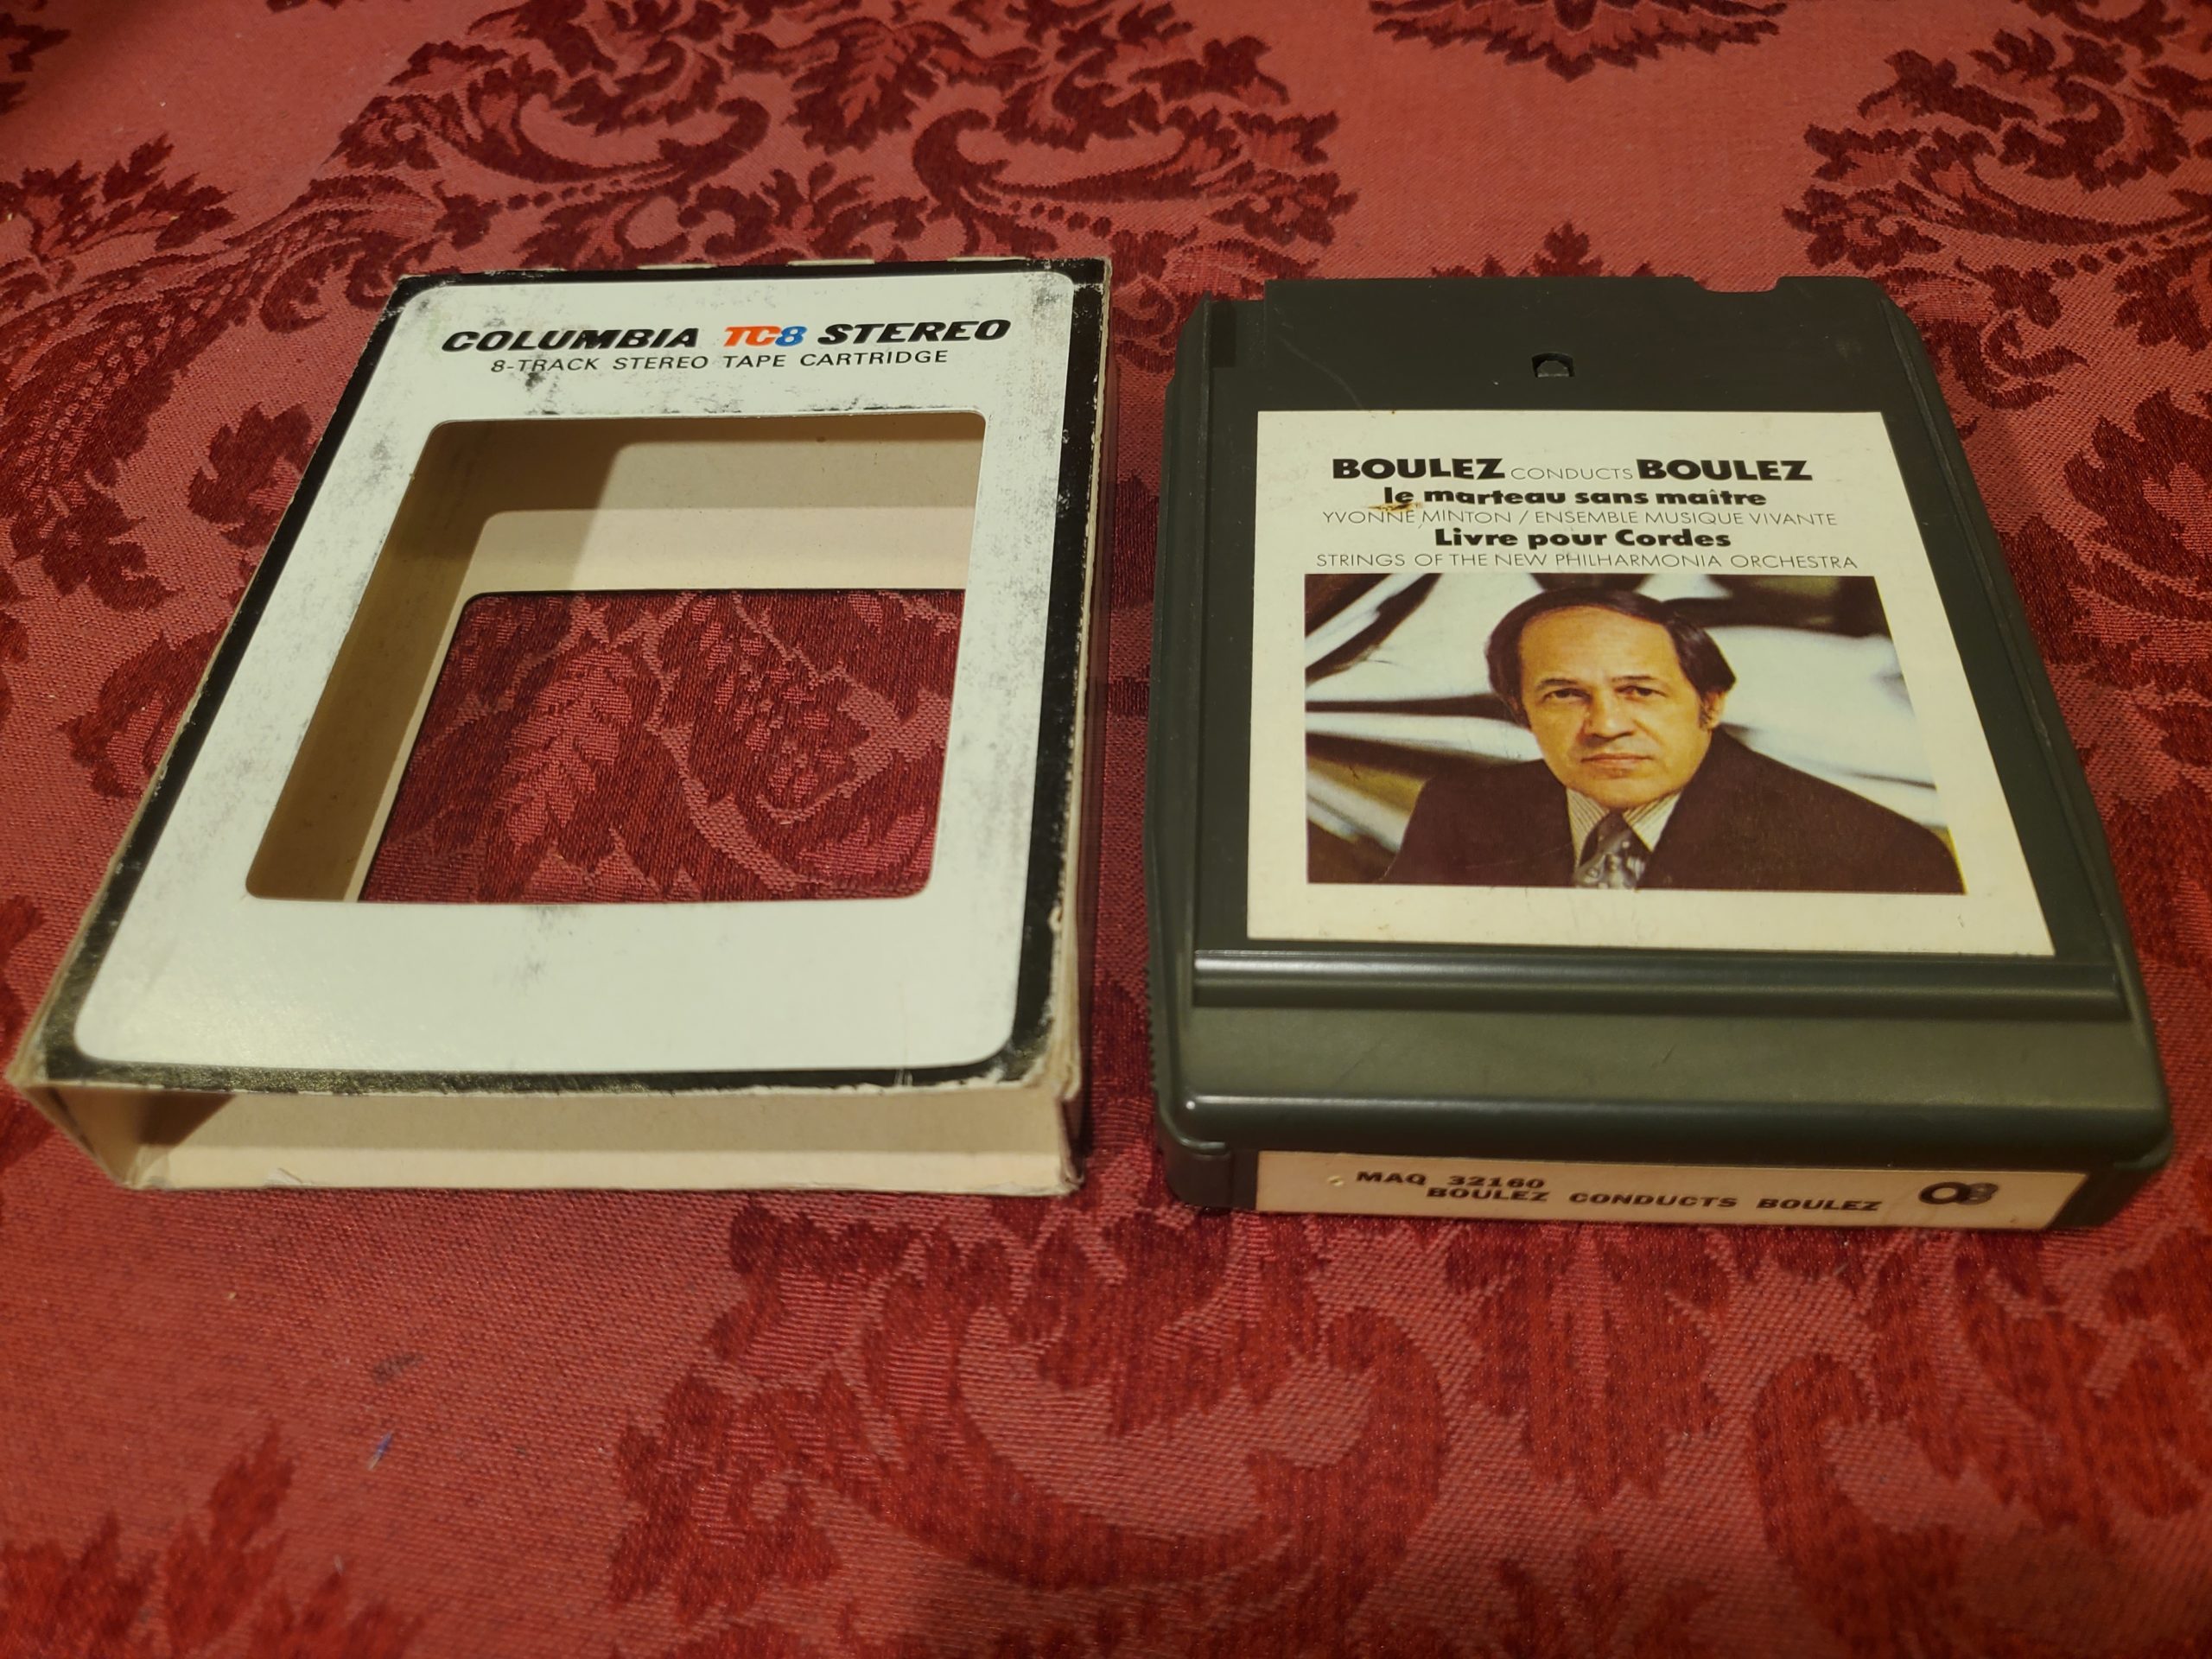 COLUMBIA TC8 STEREO
8-TRACK STEREO TAPE CARTRIDGE
BOULEZ CONDUCTS BOULEZ
le marteau sans maître
YVONNE MINTON / ENSEMBLE MUSIQUE VIVANTE
Livre pour Cordes
STRINGS OF THE NEW PHILHARMONIA ORCHESTRA
MAQ 32160
BOULEZ CONDUCTS BOULEZ